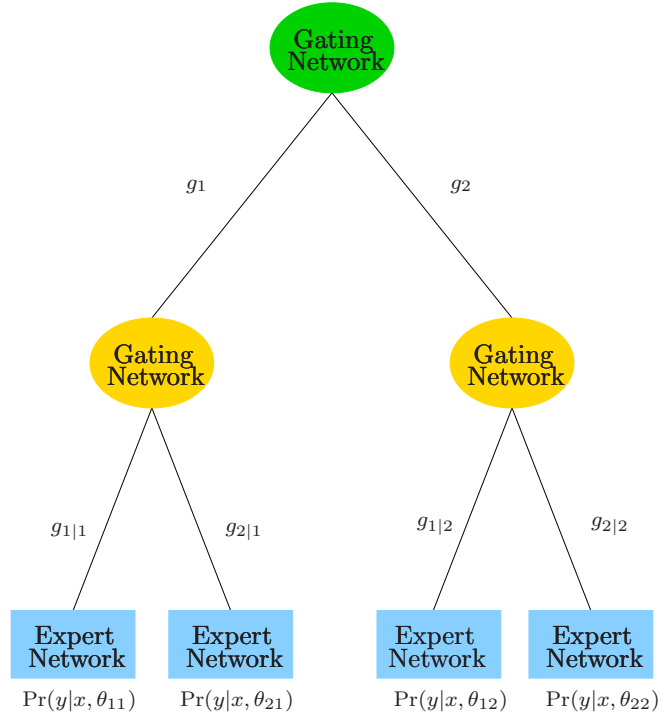 Gating
Network
g1
g2
Gating
Network
Gating
Network
g1|1
g2|1
g1|2
g2|2
Expert
Network
Expert
Network
Expert
Network
Expert
Network
Pr(y|x, θ11)
Pr(y|x, θ21)
Pr(y|x, θ12)
Pr(y|x, θ22)